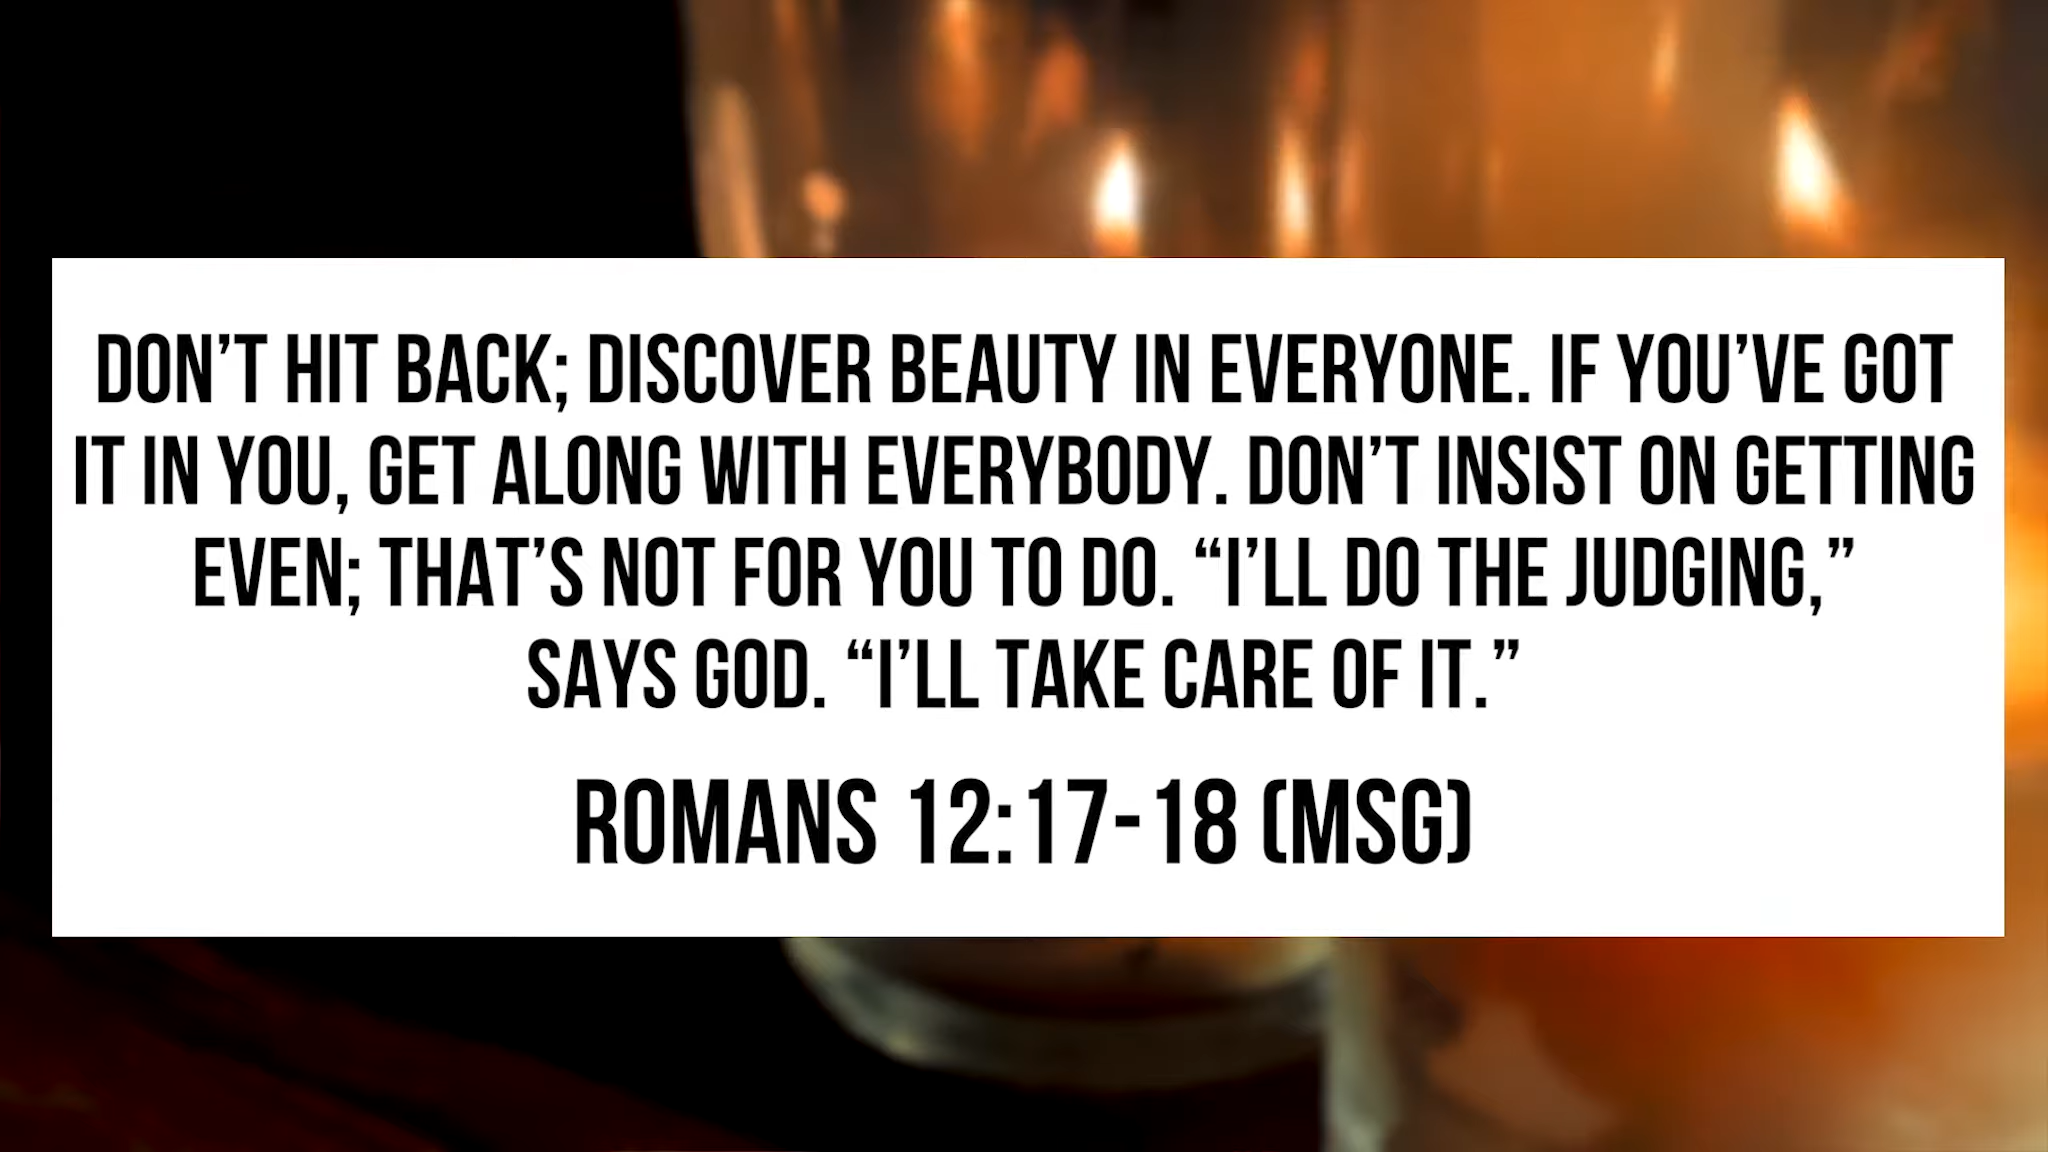 DON’T HIT BACK; DISCOVER BEAUTY IN EVERYONE. IF YOU’VE GOT
IT IN YOU, GET ALONG WITH EVERYBODY. DON’T INSIST ON GETTING
EVEN; THAT’S NOT FOR YOU TO DO. “I’LL DO THE JUDGING,”
SAYS GOD. “I’LL TAKE CARE OF IT.”
ROMANS 12:17-18 (MSG)